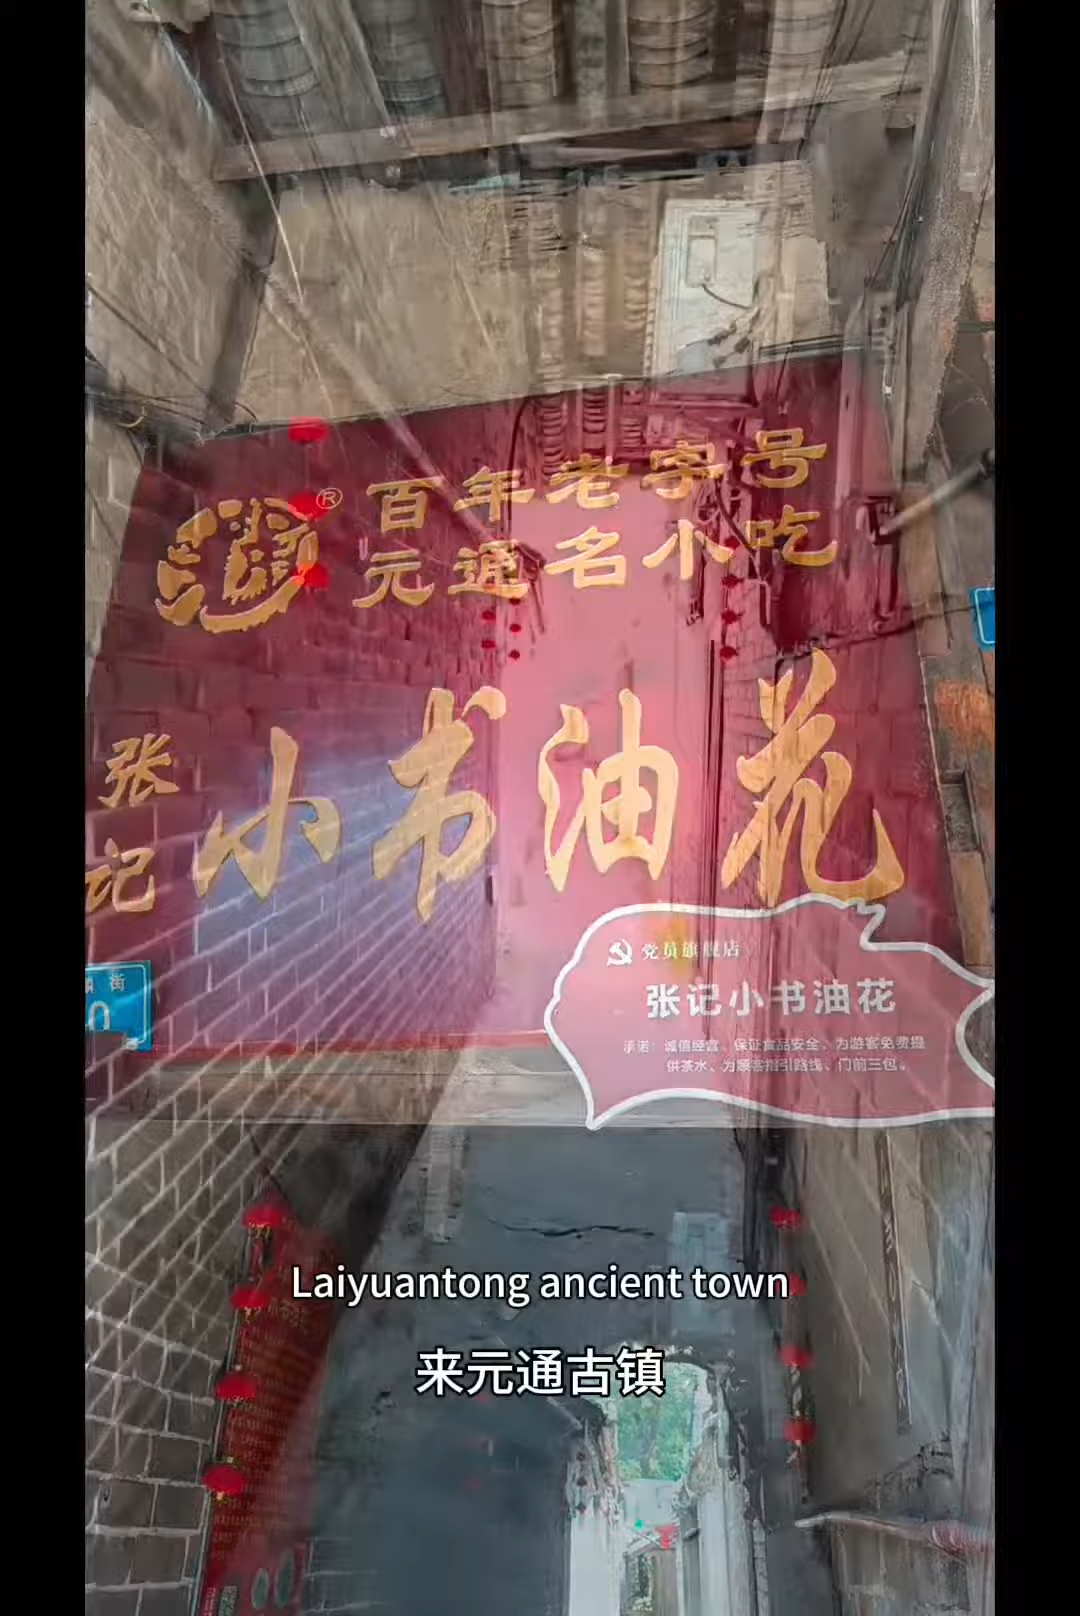 ®
百年老字号
元通名小吃
张记
小书油花
党员旗舰店
张记小书油花
承诺：诚信经营、保证食品安全、为游客免费提
供茶水、为顾客指引路线、门前三包。
街
0
Laiyuantong ancient town
来元通古镇